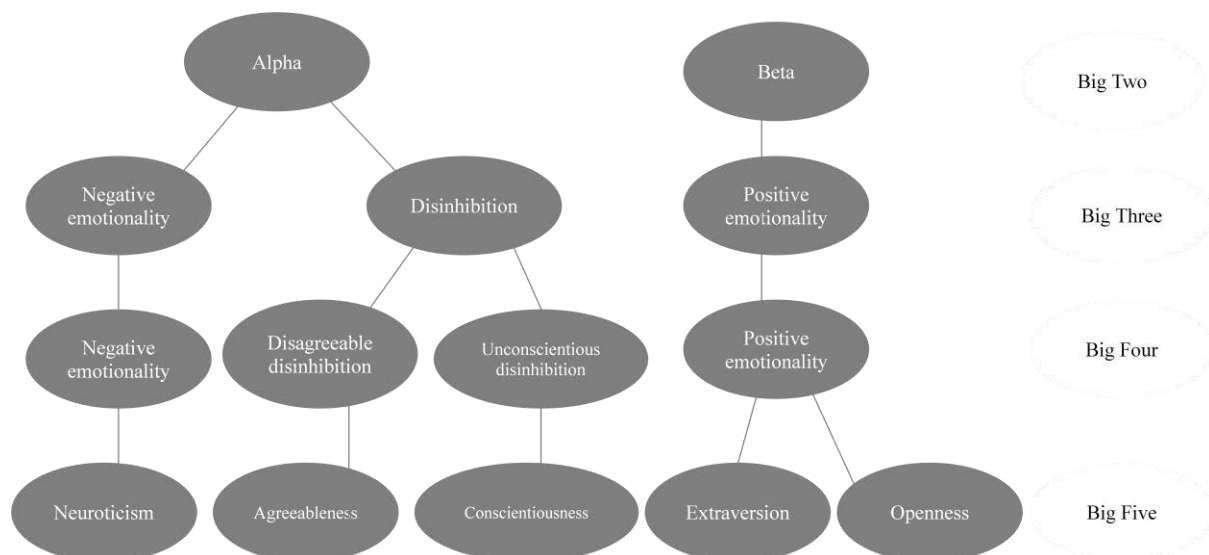 Alpha
Beta
Big Two
Negative
emotionality
Disinhibition
Positive
emotionality
Big Three
Negative
emotionality
Disagreeable
disinhibition
Unconscientious
disinhibition
Positive
emotionality
Big Four
Neuroticism
Agreeableness
Conscientiousness
Extraversion
Openness
Big Five